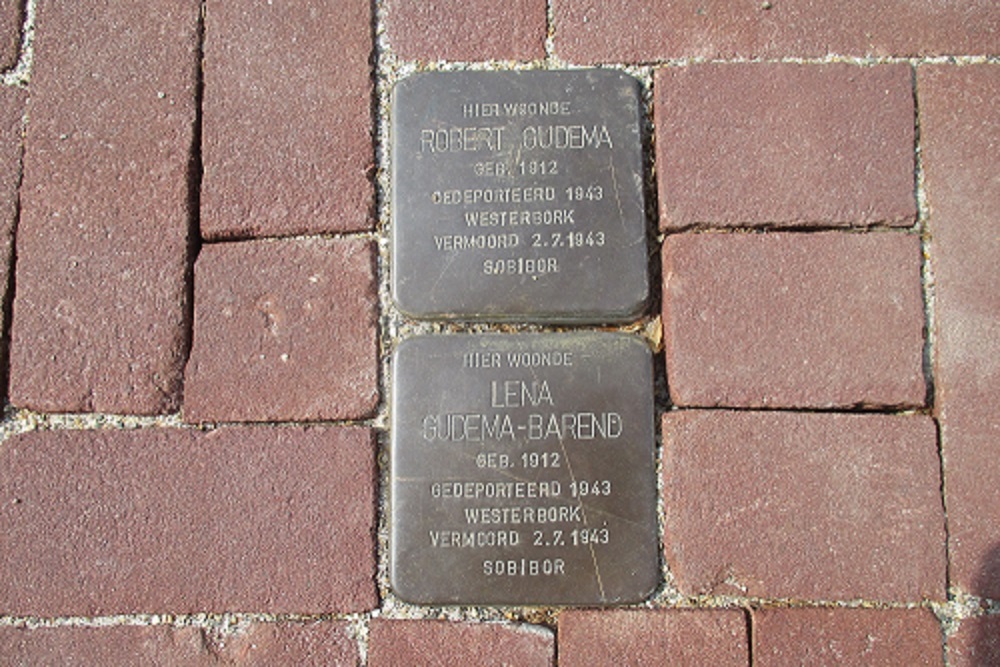 HIER WOONDE
ROBERT GUDEMA
GEB. 1912
GEDEPORTEERD 1943
WESTERBORK
VERMOORD 2.7.1943
SOBIBOR
HIER WOONDE
LENA
GUDEMA-BAREND
GEB. 1912
GEDEPORTEERD 1943
WESTERBORK
VERMOORD 2.7.1943
SOBIBOR